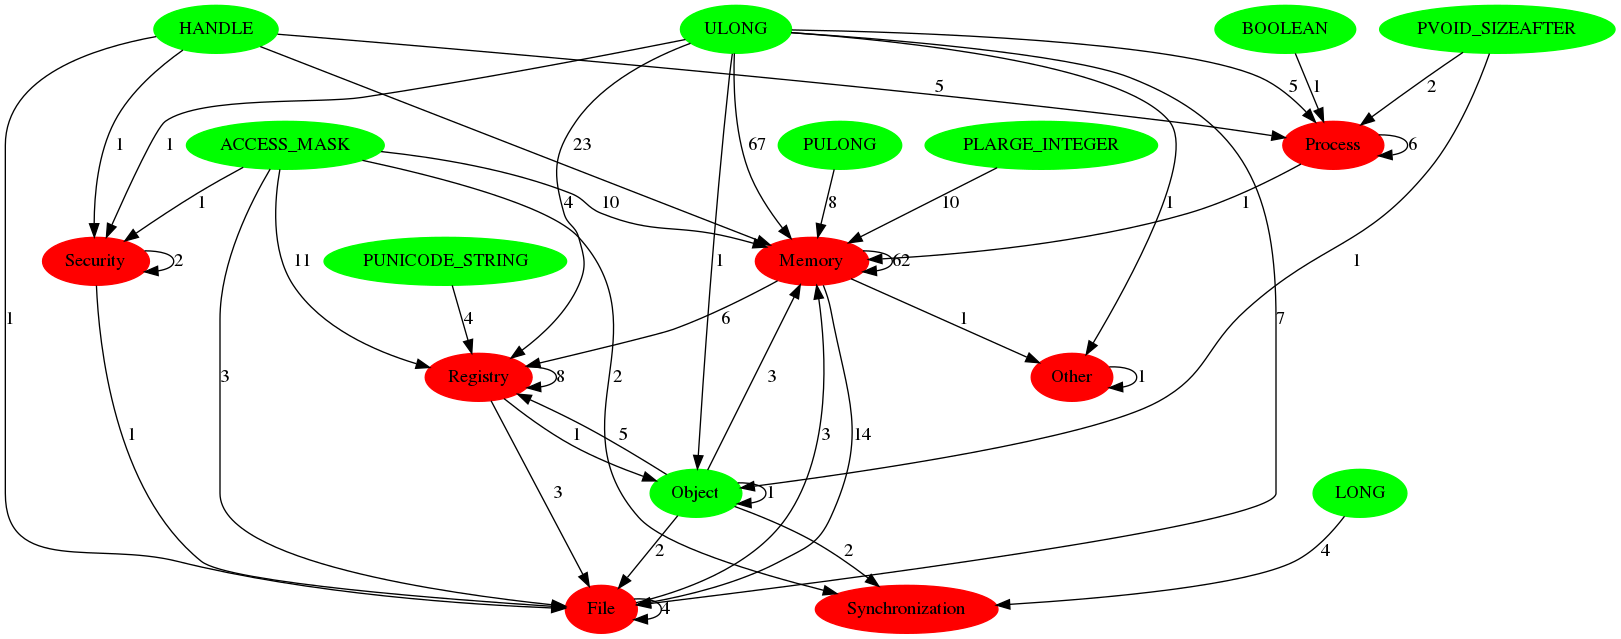 HANDLE
ULONG
BOOLEAN
PVOID_SIZEAFTER
5
5
1
2
1
1
ACCESS_MASK
23
67
PULONG
PLARGE_INTEGER
Process
6
1
4
10
8
10
1
1
Security
2
11
PUNICODE_STRING
1
Memory
62
1
1
3
4
6
3
1
7
Registry
8
2
Other
1
1
1
5
3
14
3
Object
1
LONG
2
2
4
File
4
Synchronization